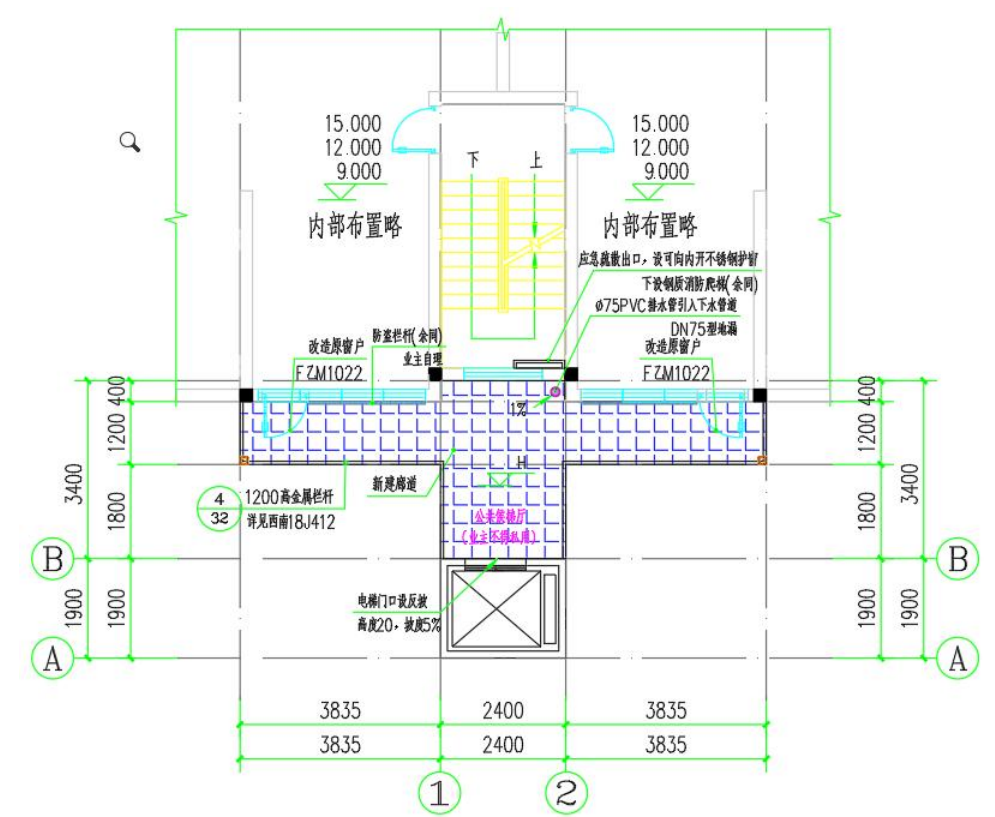 15.000
12.000
9.000
内部布置略
下
上
15.000
12.000
9.000
内部布置略
应急疏散出口，设可向内开不锈钢护窗
下设钢质消防爬梯(余同)
ø75PVC排水管引入下水管道
DN75型地漏
防盗栏杆(余同)
业主自理
改造原窗户
FZM1022
改造原窗户
FZM1022
1%
H
400
1200
3400
1800
1900
1900
400
1200
3400
1800
1900
1900
4
32
1200高金属栏杆
详见西南18J412
新建廊道
公共候梯厅
电梯门口设反坡
高度20，坡度5%
B
A
B
A
3835
2400
3835
3835
2400
3835
1
2